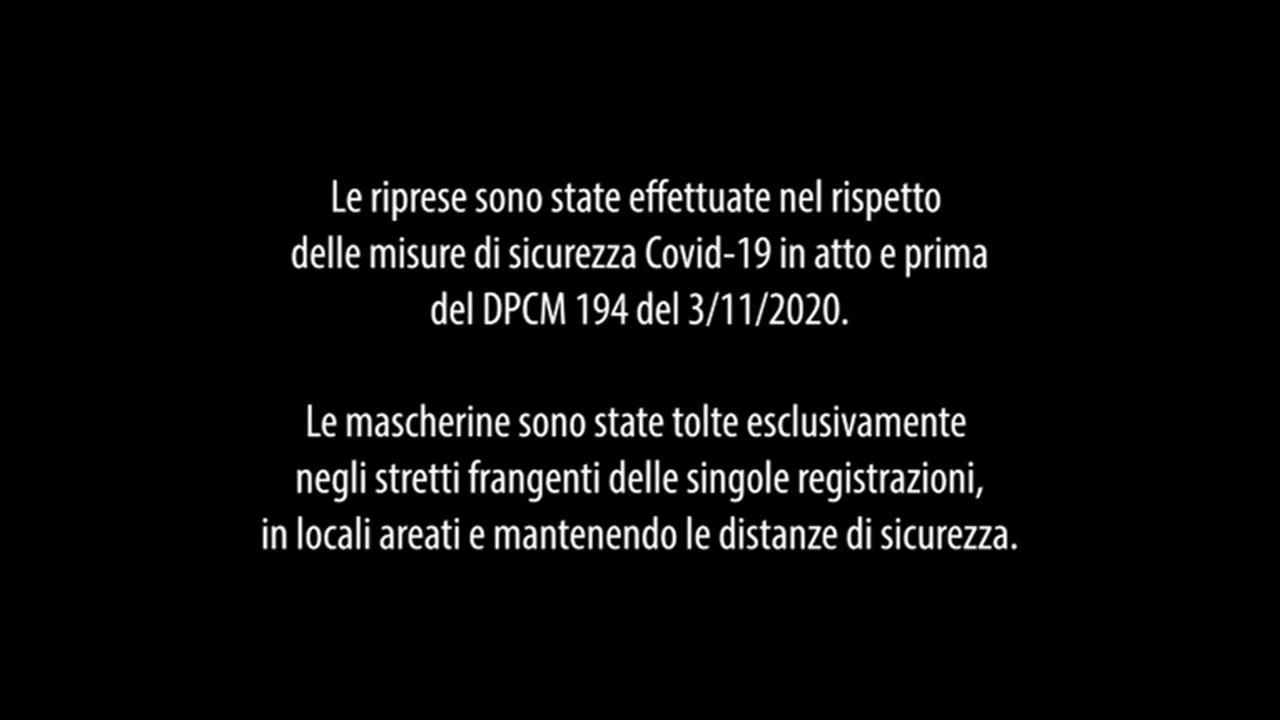 Le riprese sono state effettuate nel rispetto
delle misure di sicurezza Covid-19 in atto e prima
del DPCM 194 del 3/11/2020.
Le mascherine sono state tolte esclusivamente
negli stretti frangenti delle singole registrazioni,
in locali areati e mantenendo le distanze di sicurezza.